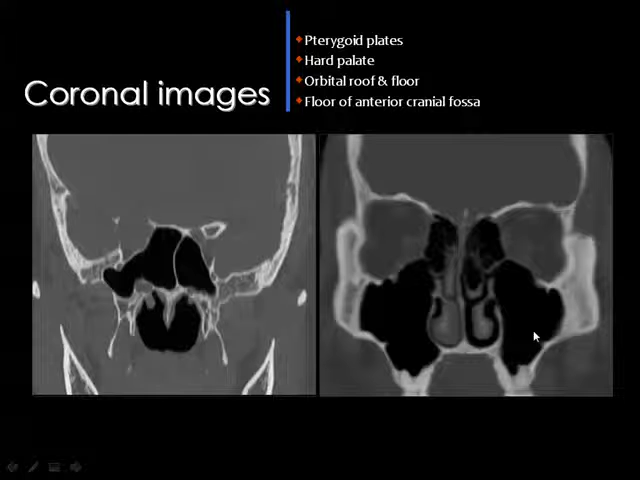 Coronal images
Pterygoid plates
Hard palate
Orbital roof & floor
Floor of anterior cranial fossa